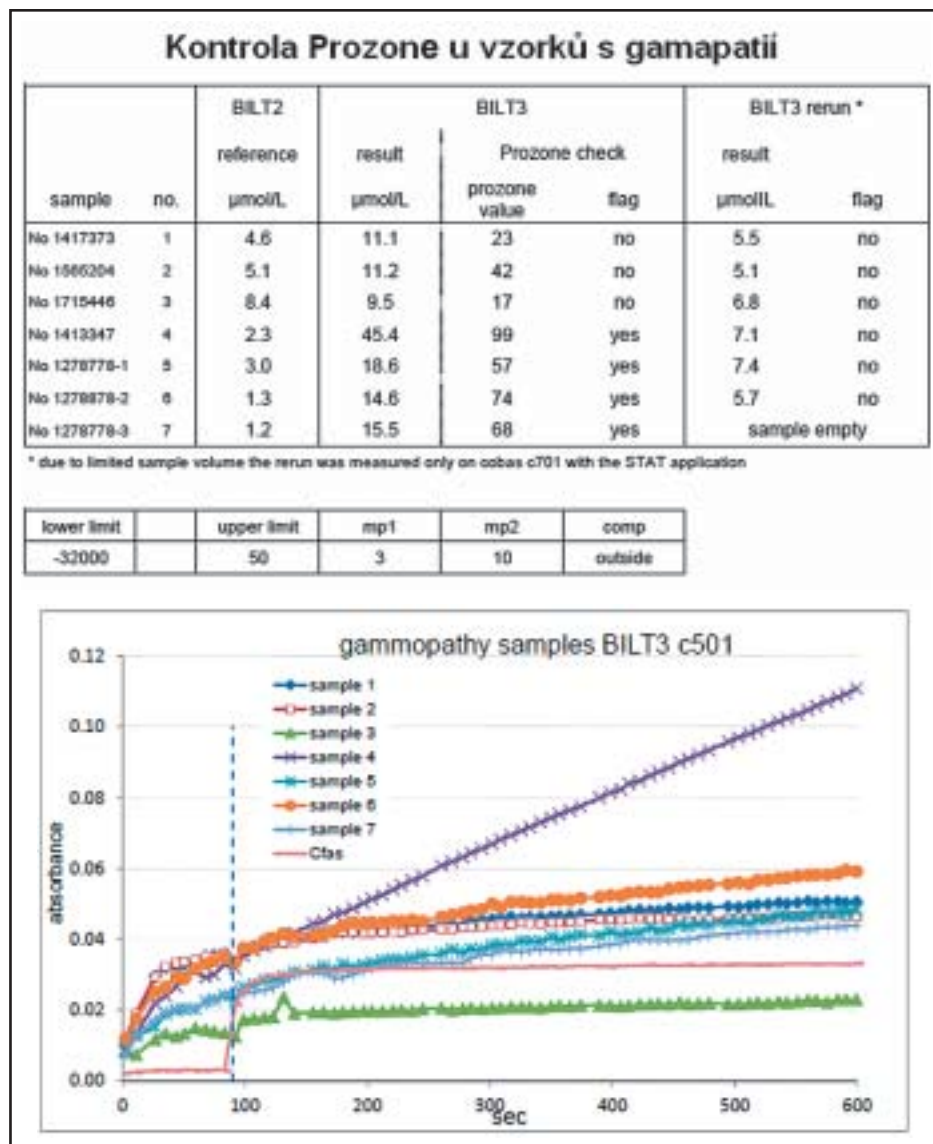 Kontrola Prozone u vzorků s gamapatií
BILT2 BILT3 BILT3 rerun *
reference result Prozone check result
sample no. µmol/L µmol/L prozone value flag µmollL flag
No 1417373 1 4.6 11.1 23 no 5.5 no
No 1565204 2 5.1 11.2 42 no 5.1 no
No 1715446 3 8.4 9.5 17 no 6.8 no
No 1413347 4 2.3 45.4 99 yes 7.1 no
No 1278778-1 5 3.0 18.6 57 yes 7.4 no
No 1278878-2 6 1.3 14.6 74 yes 5.7 no
No 1278778-3 7 1.2 15.5 68 yes sample empty
* due to limited sample volume the rerun was measured only on cobas c701 with the STAT application
lower limit upper limit mp1 mp2 comp
-32000 50 3 10 outside
gammopathy samples BILT3 c501
0.12
0.10
0.08
0.06
0.04
0.02
0.00
absorbance
sample 1
sample 2
sample 3
sample 4
sample 5
sample 6
sample 7
Cfas
0 100 200 300 400 500 600
sec